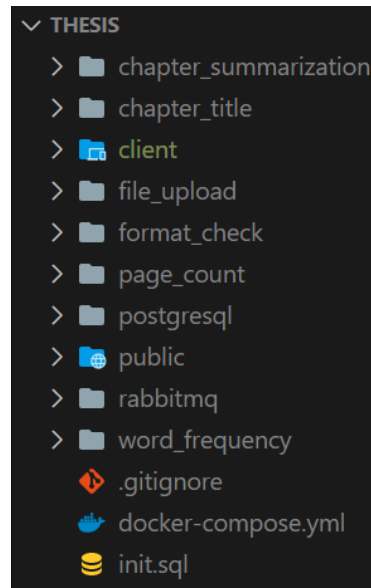 THESIS
chapter_summarization
chapter_title
client
file_upload
format_check
page_count
postgresql
public
rabbitmq
word_frequency
.gitignore
docker-compose.yml
init.sql